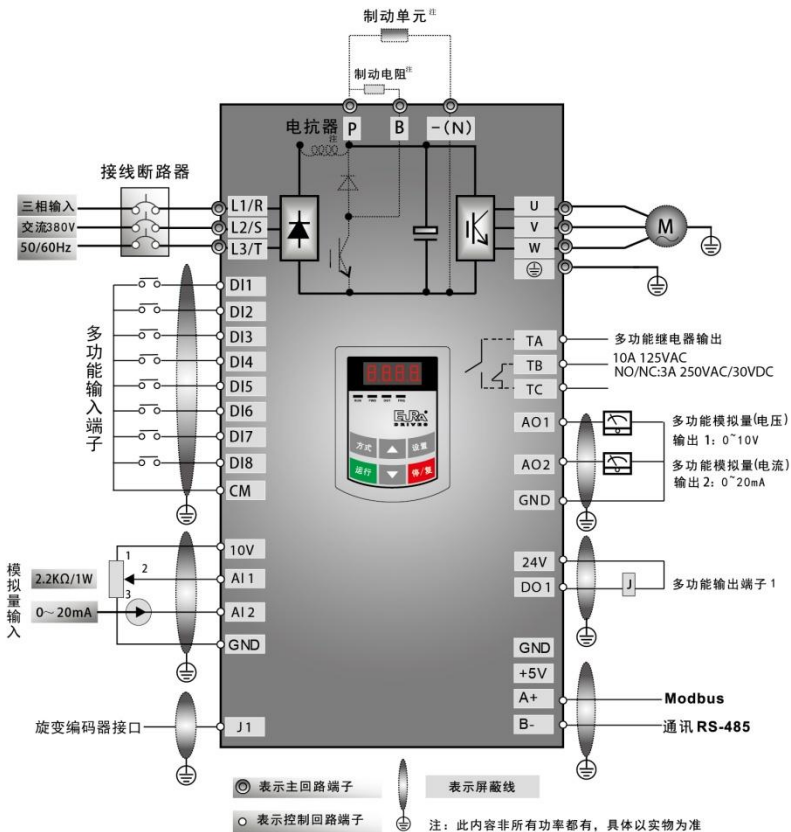 制动单元注
制动电阻注
电抗器注
P
B
-(N)
接线断路器
三相输入
交流380V
50/60Hz
L1/R
L2/S
L3/T
U
V
W
M
多功能输入端子
DI1
DI2
DI3
DI4
DI5
DI6
DI7
DI8
CM
TA
TB
TC
多功能继电器输出
10A 125VAC
NO/NC:3A 250VAC/30VDC
8.8.8.8.
EURA
DRIVES
方式
设置
运行
停/复
AO1
AO2
GND
多功能模拟量(电压)
输出 1: 0~10V
多功能模拟量(电流)
输出 2: 0~20mA
模拟量输入
2.2KΩ/1W
0~20mA
1
2
3
10V
AI1
AI2
GND
24V
DO1
J
多功能输出端子 1
GND
+5V
A+
B-
Modbus
通讯 RS-485
旋变编码器接口
J1
表示主回路端子
表示屏蔽线
表示控制回路端子
注: 此内容非所有功率都有, 具体以实物为准